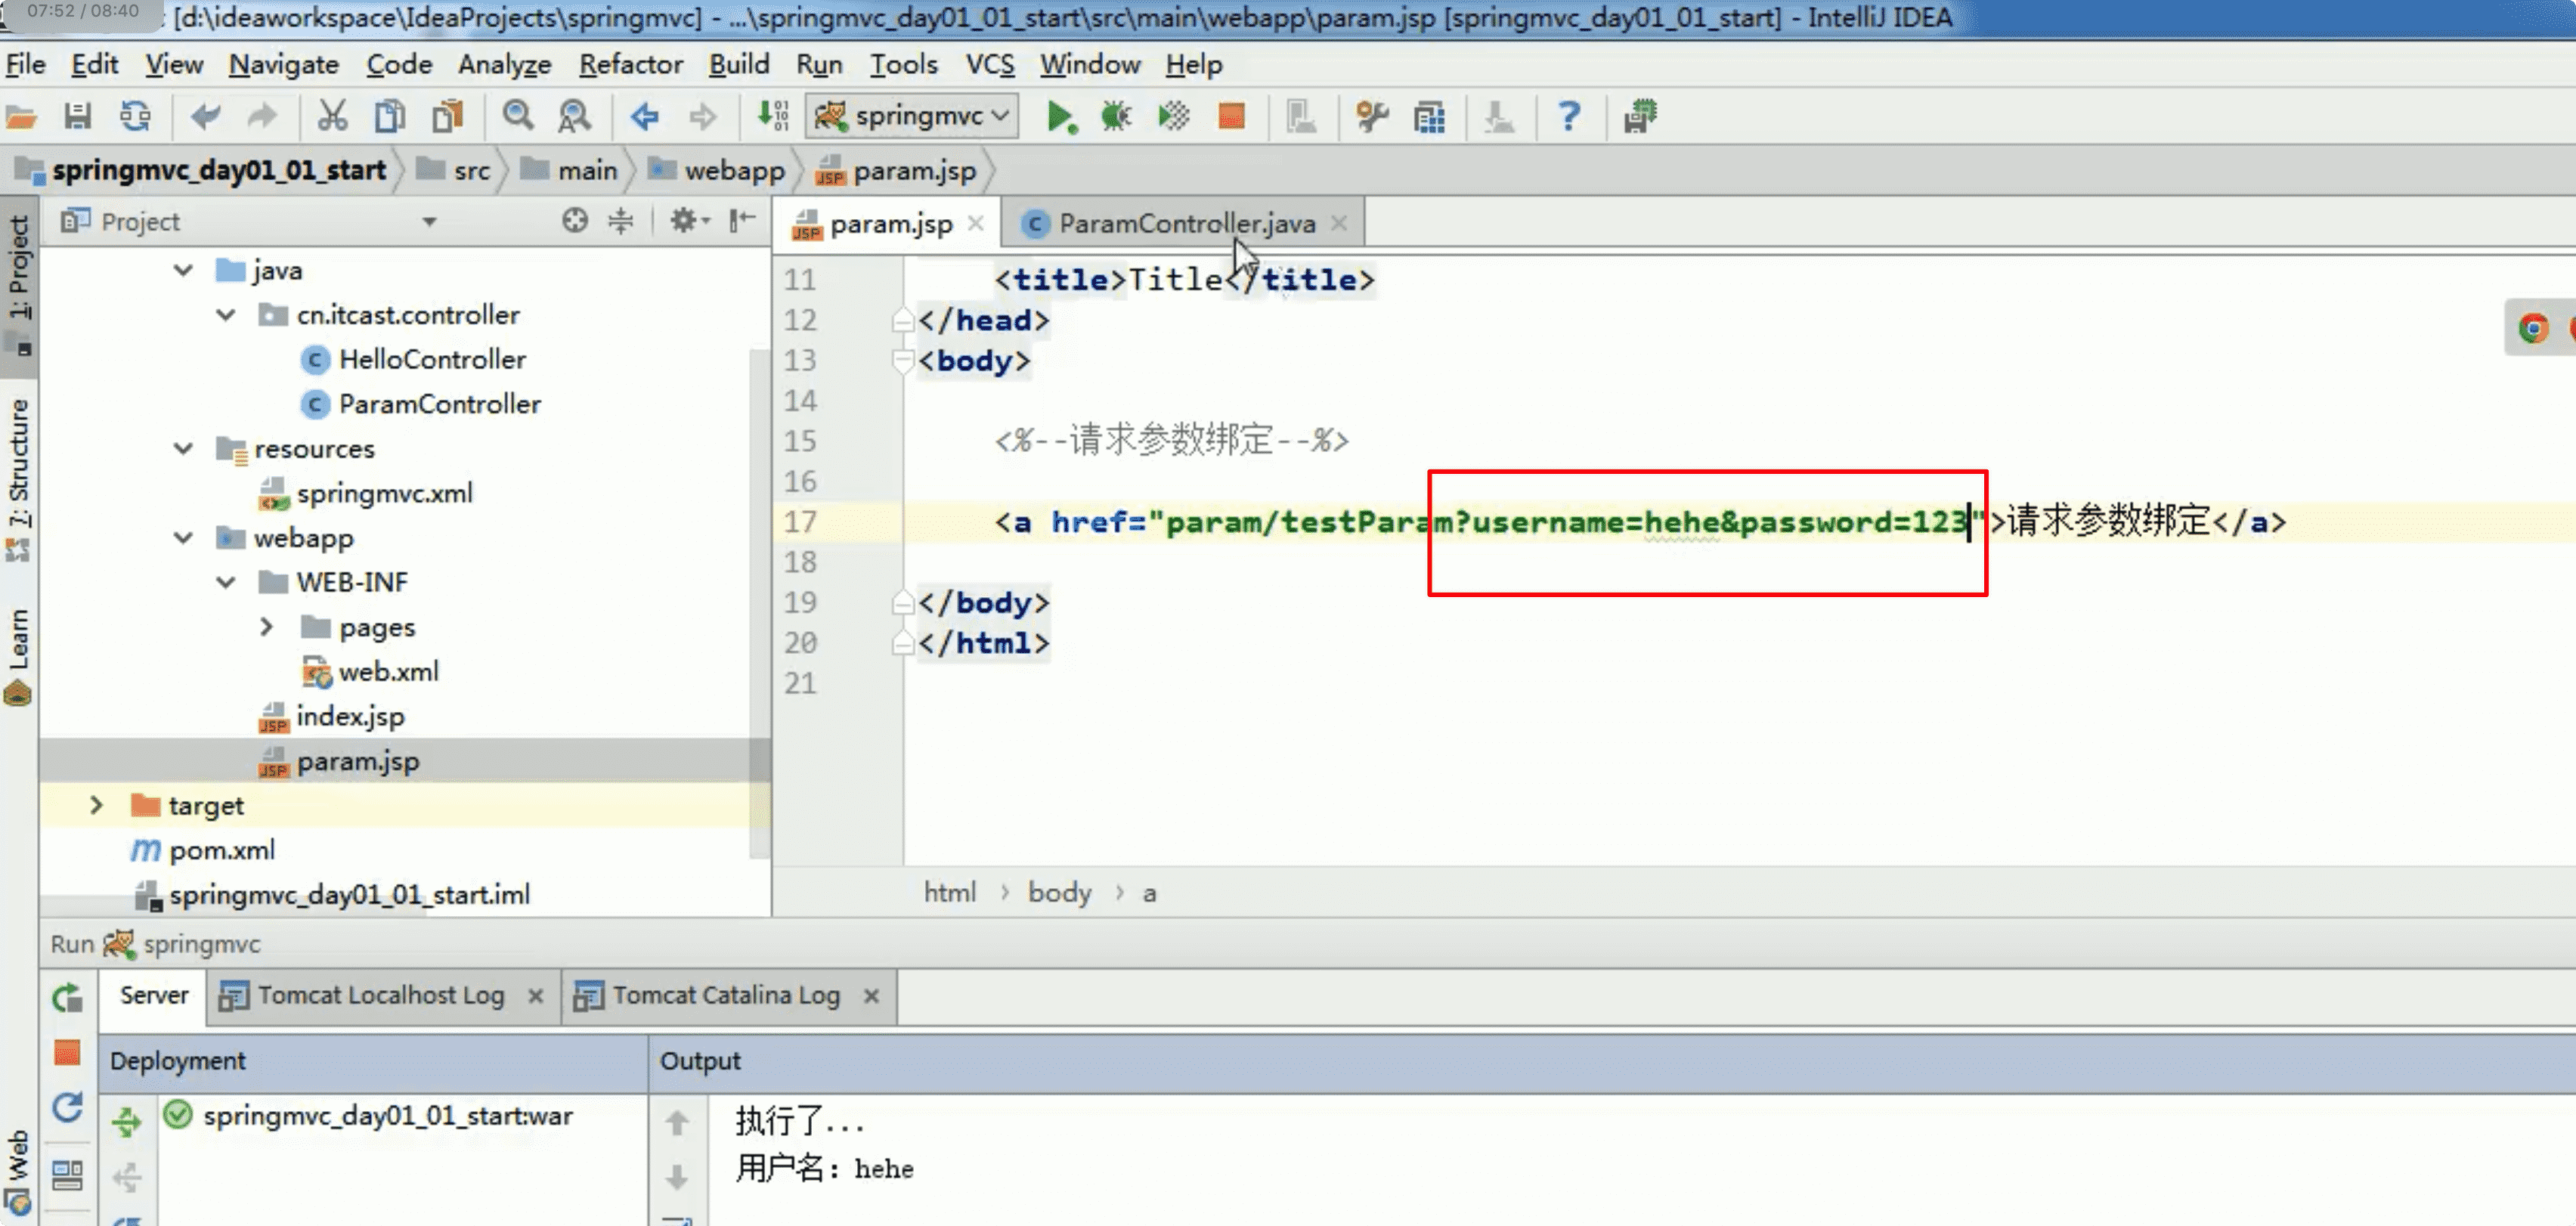 07:52 / 08:40
[d:\ideaworkspace\IdeaProjects\springmvc] - ...\springmvc_day01_01_start\src\main\webapp\param.jsp [springmvc_day01_01_start] - IntelliJ IDEA
File Edit View Navigate Code Analyze Refactor Build Run Tools VCS Window Help
springmvc
springmvc_day01_01_start src main webapp param.jsp
1: Project
7: Structure
Learn
Web
Project
java
cn.itcast.controller
HelloController
ParamController
resources
springmvc.xml
webapp
WEB-INF
pages
web.xml
index.jsp
param.jsp
target
pom.xml
springmvc_day01_01_start.iml
param.jsp ParamController.java
11 <title>Title</title>
12 </head>
13 <body>
14
15 <%--请求参数绑定--%>
16
17 <a href="param/testParam?username=hehe&password=123">请求参数绑定</a>
18
19 </body>
20 </html>
21
html › body › a
Run springmvc
Server Tomcat Localhost Log Tomcat Catalina Log
Deployment Output
springmvc_day01_01_start:war
执行了...
用户名：hehe